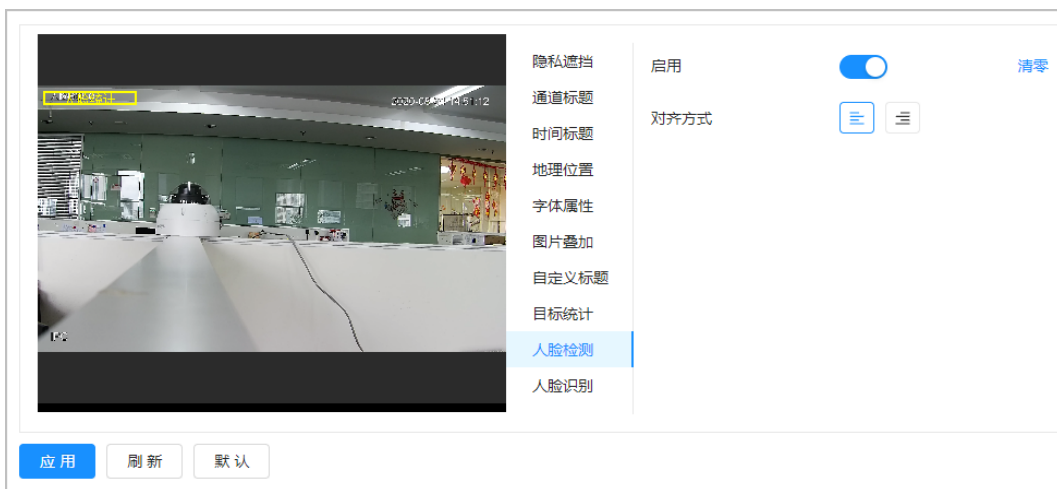 隐私遮挡
通道标题
时间标题
地理位置
字体属性
图片叠加
自定义标题
目标统计
人脸检测
人脸识别
启用
清零
对齐方式
IPC
应用
刷新
默认